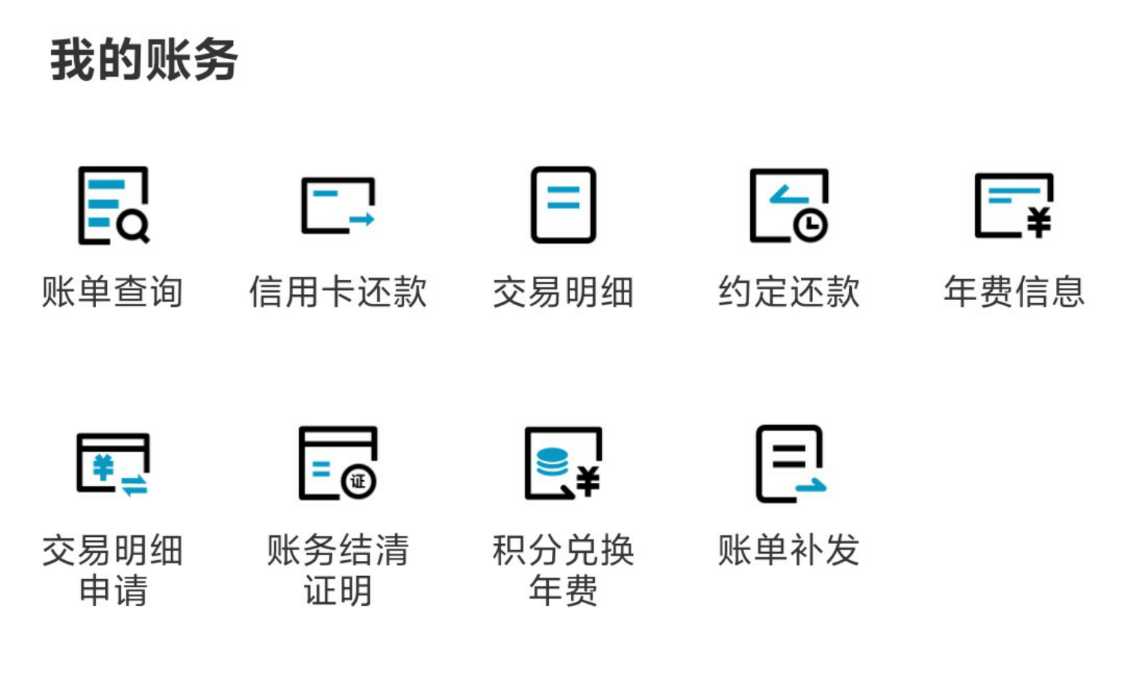 我的账务
账单查询 信用卡还款 交易明细 约定还款 年费信息
¥
¥ 证 ¥
交易明细 账务结清 积分兑换 账单补发
申请 证明 年费